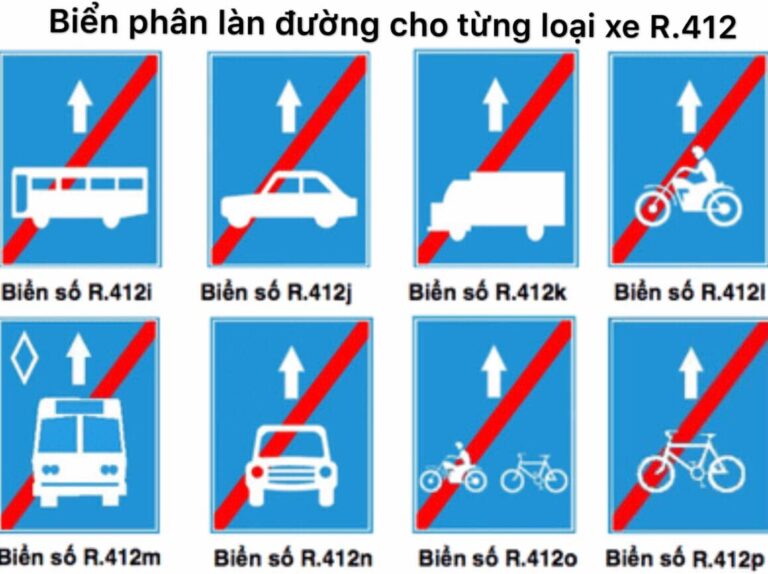 Biển phân làn đường cho từng loại xe R.412
Biển số R.412i
Biển số R.412j
Biển số R.412k
Biển số R.412l
Biển số R.412m
Biển số R.412n
Biển số R.412o
Biển số R.412p